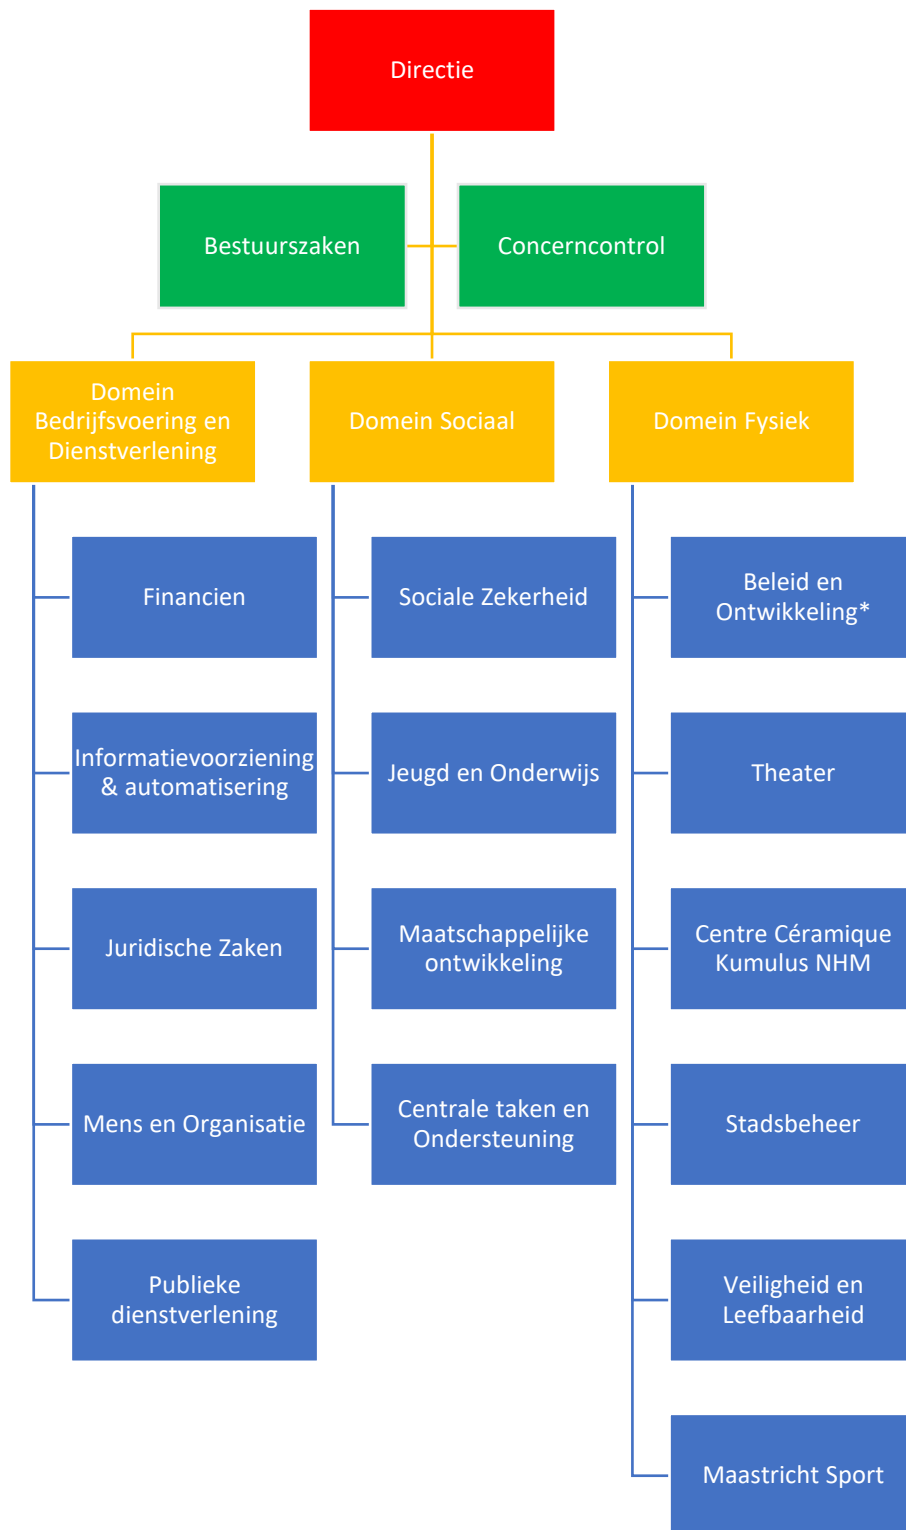 Directie
Bestuurszaken
Concerncontrol
Domein
Bedrijfsvoering en
Dienstverlening
Domein Sociaal
Domein Fysiek
Financien
Informatievoorziening
& automatisering
Juridische Zaken
Mens en Organisatie
Publieke
dienstverlening
Sociale Zekerheid
Jeugd en Onderwijs
Maatschappelijke
ontwikkeling
Centrale taken en
Ondersteuning
Beleid en
Ontwikkeling*
Theater
Centre Céramique
Kumulus NHM
Stadsbeheer
Veiligheid en
Leefbaarheid
Maastricht Sport